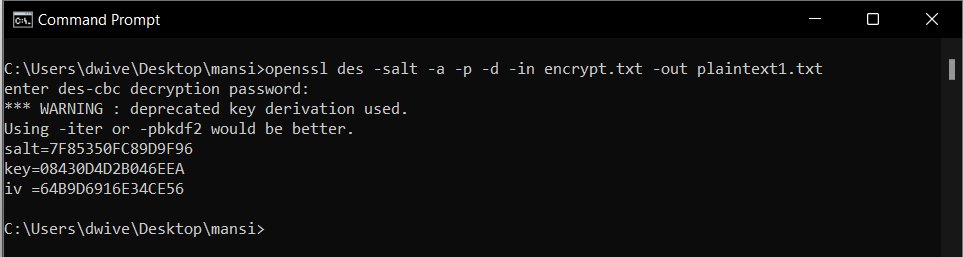 Command Prompt
C:\Users\dwive\Desktop\mansi>openssl des -salt -a -p -d -in encrypt.txt -out plaintext1.txt
enter des-cbc decryption password:
*** WARNING : deprecated key derivation used.
Using -iter or -pbkdf2 would be better.
salt=7F85350FC89D9F96
key=08430D4D2B046EEA
iv =64B9D6916E34CE56
C:\Users\dwive\Desktop\mansi>